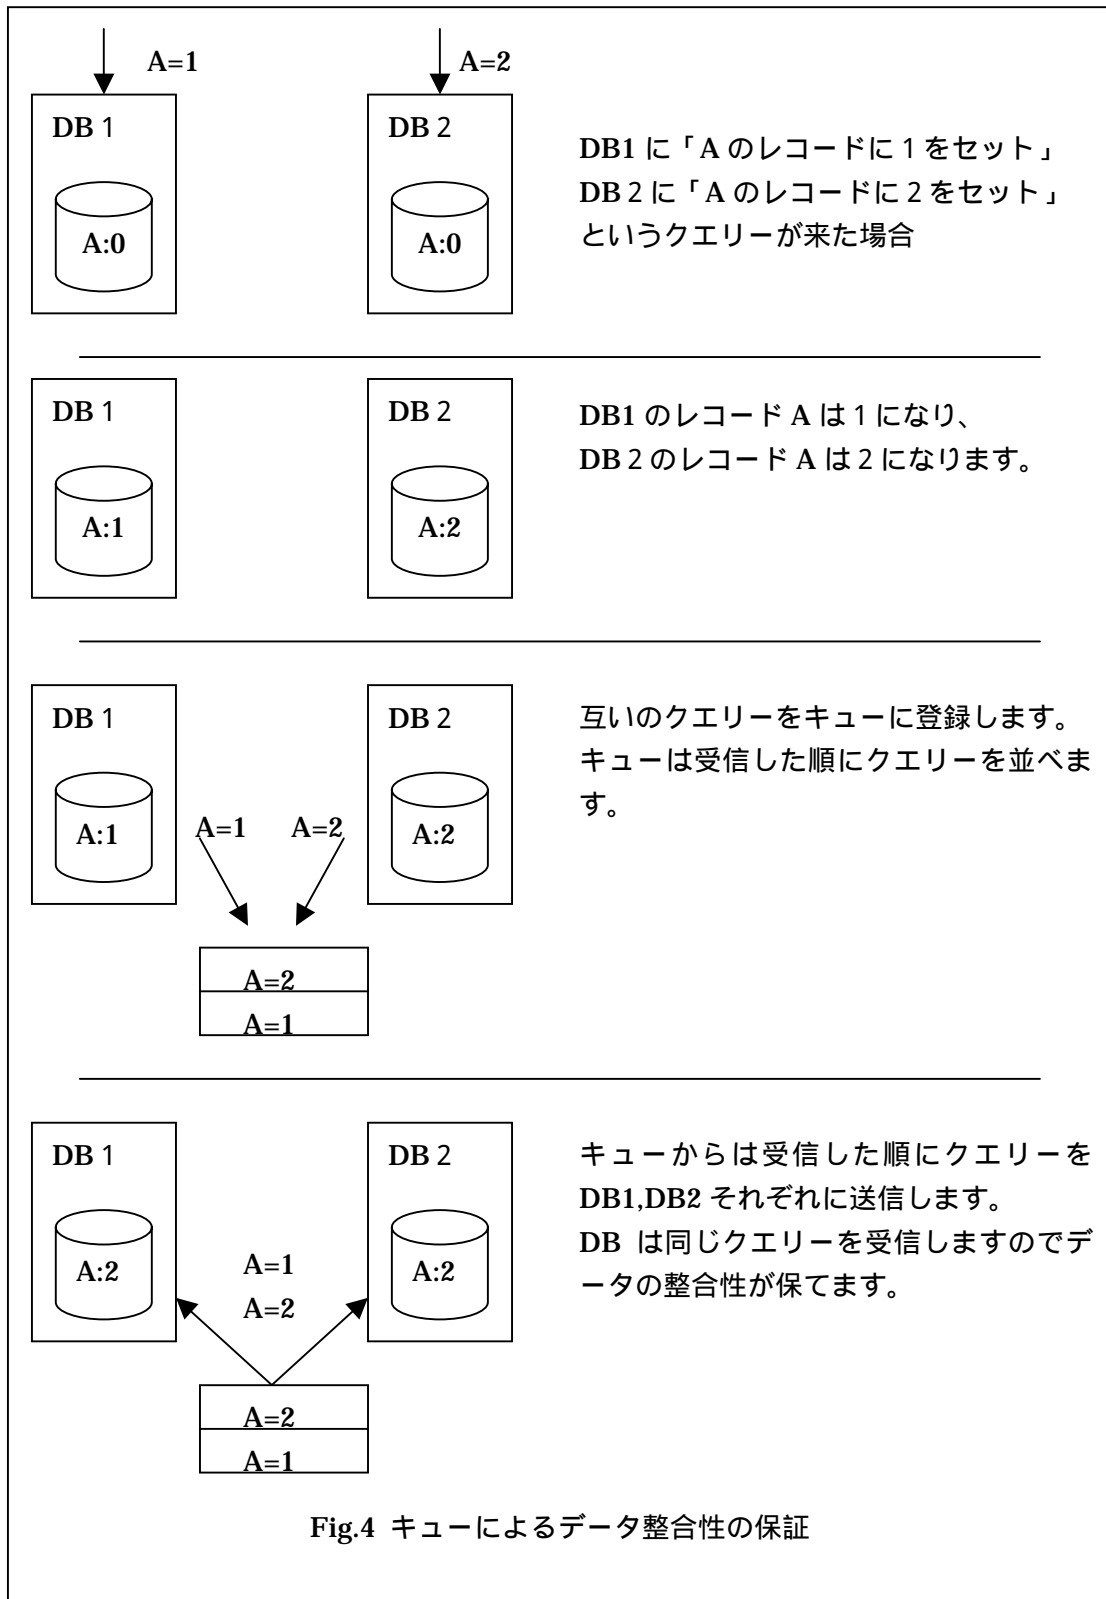 A=1
A=2
DB 1
DB 2
A:0
A:0
DB1 に「A のレコードに 1 をセット」
DB 2 に「A のレコードに 2 をセット」
というクエリーが来た場合
DB 1
DB 2
A:1
A:2
DB1 のレコード A は 1 になり、
DB 2 のレコード A は 2 になります。
DB 1
DB 2
A:1
A:2
A=1
A=2
A=2
A=1
互いのクエリーをキューに登録します。
キューは受信した順にクエリーを並べま
す。
DB 1
DB 2
A:2
A:2
A=1
A=2
A=2
A=1
キューからは受信した順にクエリーを
DB1,DB2 それぞれに送信します。
DB は同じクエリーを受信しますのでデ
ータの整合性が保てます。
Fig.4 キューによるデータ整合性の保証